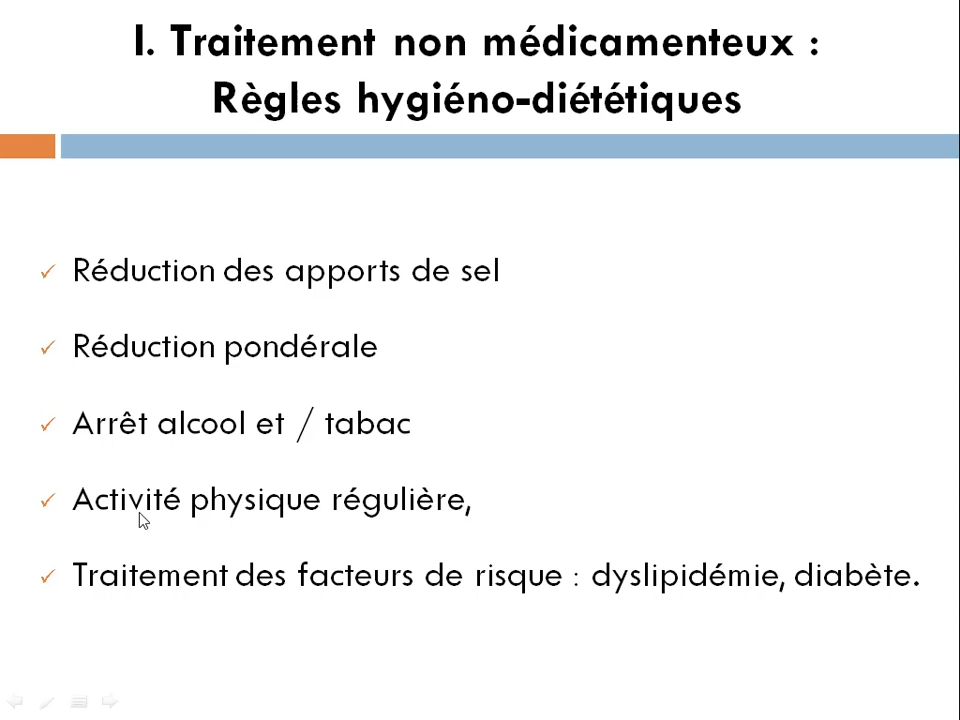 I. Traitement non médicamenteux :
Règles hygiéno-diététiques
Réduction des apports de sel
Réduction pondérale
Arrêt alcool et / tabac
Activité physique régulière,
Traitement des facteurs de risque : dyslipidémie, diabète.